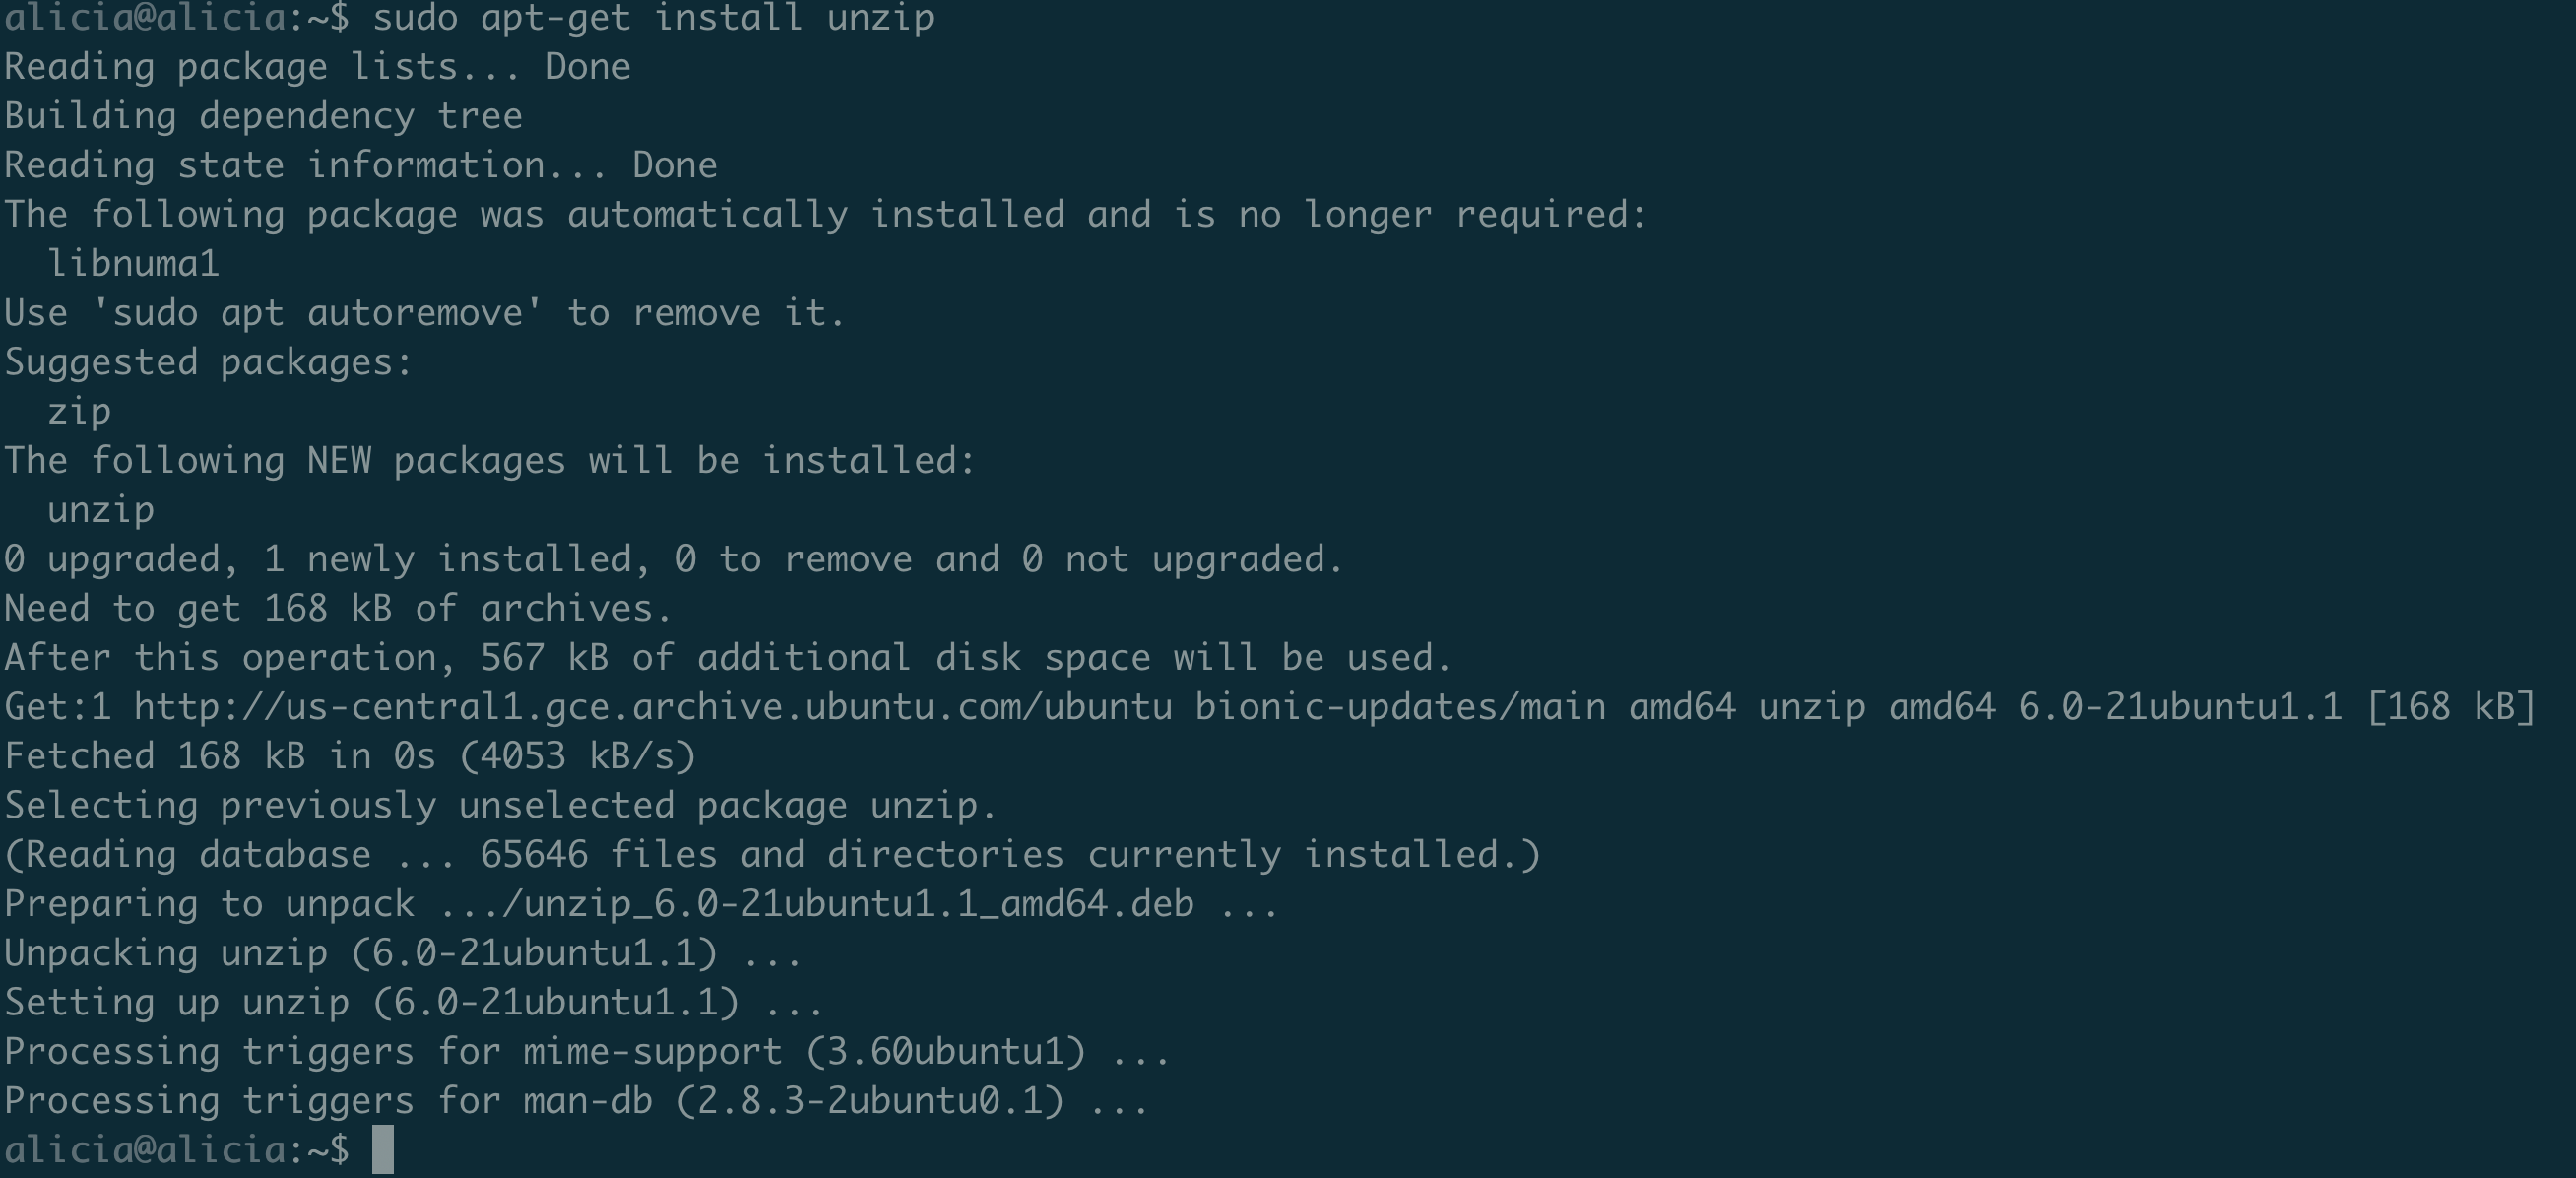 alicia@alicia:~$ sudo apt-get install unzip
Reading package lists... Done
Building dependency tree
Reading state information... Done
The following package was automatically installed and is no longer required:
  libnuma1
Use 'sudo apt autoremove' to remove it.
Suggested packages:
  zip
The following NEW packages will be installed:
  unzip
0 upgraded, 1 newly installed, 0 to remove and 0 not upgraded.
Need to get 168 kB of archives.
After this operation, 567 kB of additional disk space will be used.
Get:1 http://us-central1.gce.archive.ubuntu.com/ubuntu bionic-updates/main amd64 unzip amd64 6.0-21ubuntu1.1 [168 kB]
Fetched 168 kB in 0s (4053 kB/s)
Selecting previously unselected package unzip.
(Reading database ... 65646 files and directories currently installed.)
Preparing to unpack .../unzip_6.0-21ubuntu1.1_amd64.deb ...
Unpacking unzip (6.0-21ubuntu1.1) ...
Setting up unzip (6.0-21ubuntu1.1) ...
Processing triggers for mime-support (3.60ubuntu1) ...
Processing triggers for man-db (2.8.3-2ubuntu0.1) ...
alicia@alicia:~$